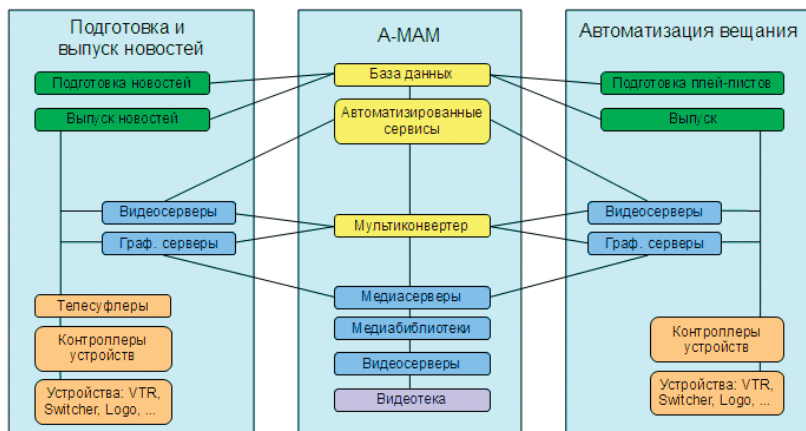 Подготовка и
выпуск новостей
Подготовка новостей
Выпуск новостей
Видеосерверы
Граф. серверы
Телесуфлеры
Контроллеры
устройств
Устройства: VTR,
Switcher, Logo, ...
А-МАМ
База данных
Автоматизированные
сервисы
Мультиконвертер
Медиасерверы
Медиабиблиотеки
Видеосерверы
Видеотека
Автоматизация вещания
Подготовка плей-листов
Выпуск
Видеосерверы
Граф. серверы
Контроллеры
устройств
Устройства: VTR,
Switcher, Logo, ...